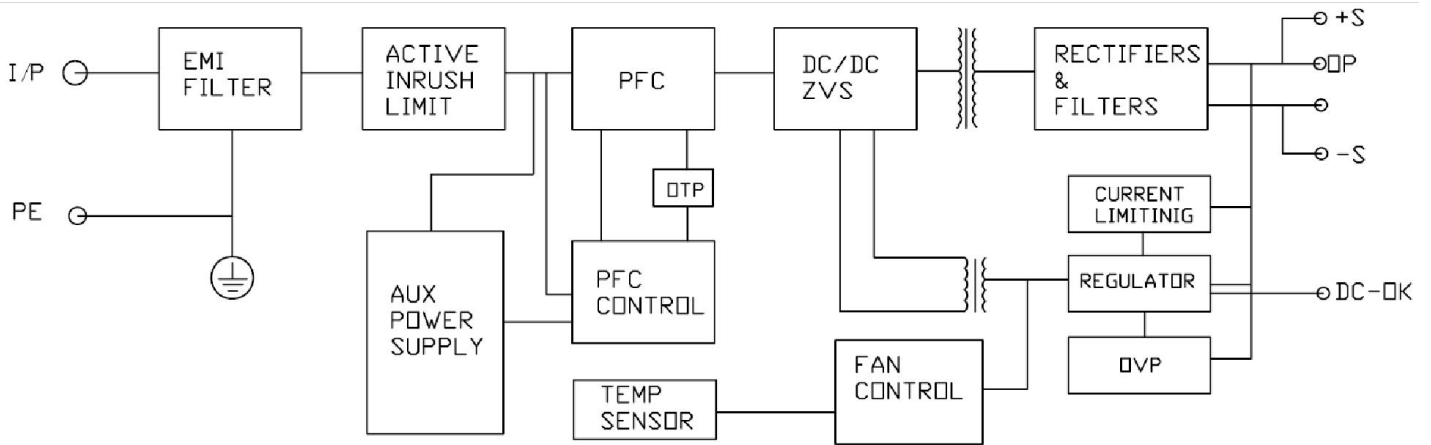 I/P
EMI
FILTER
ACTIVE
INRUSH
LIMIT
PFC
DC/DC
ZVS
RECTIFIERS
&
FILTERS
+S
OP
-S
PE
OTP
CURRENT
LIMITINIG
AUX
POWER
SUPPLY
PFC
CONTROL
REGULATOR
DC-OK
TEMP
SENSOR
FAN
CONTROL
OVP